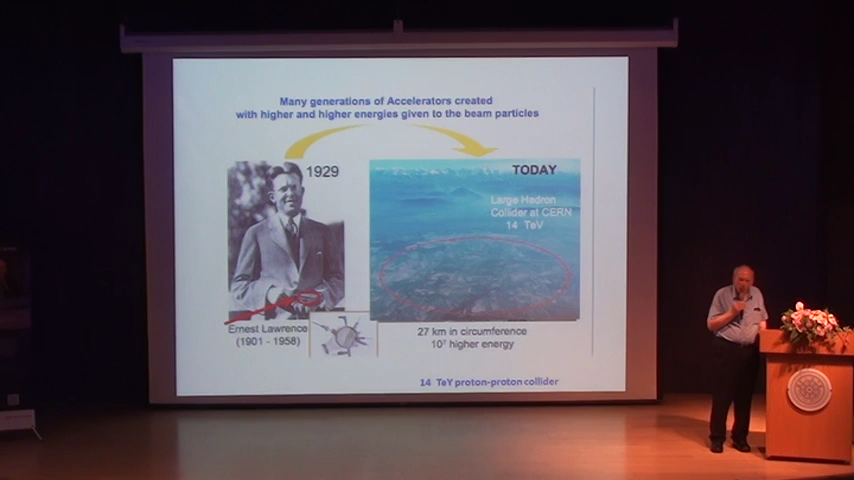 Many generations of Accelerators created
with higher and higher energies given to the beam particles
1929
TODAY
Large Hadron
Collider at CERN
14 TeV
Ernest Lawrence
(1901 - 1958)
27 km in circumference
10⁷ higher energy
14 TeY proton-proton collider